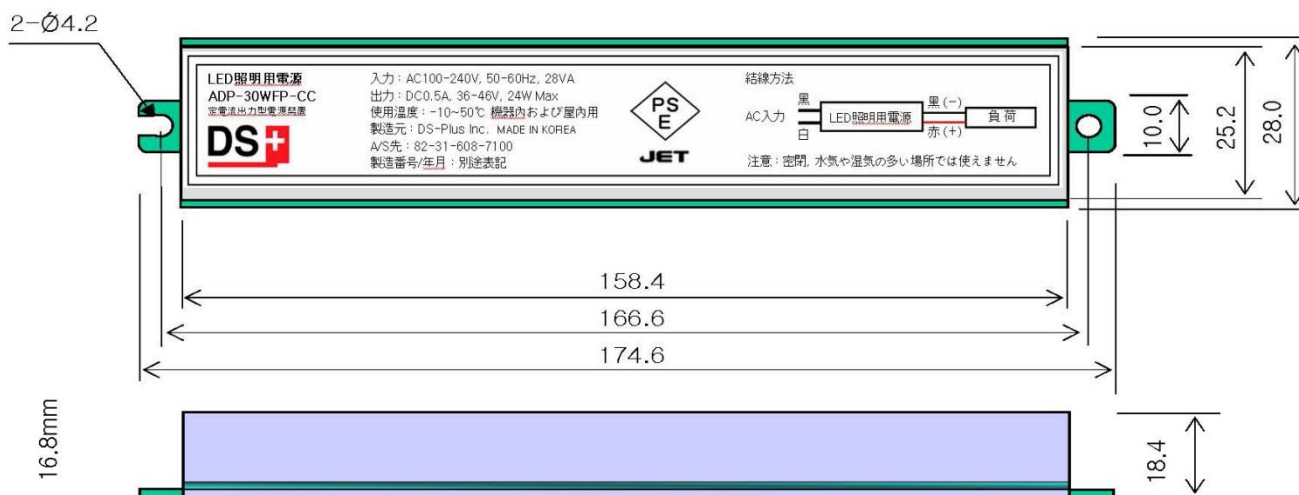 2-Ø4.2
LED照明用電源
ADP-30WFP-CC
定電流出力型電源装置
DS+
入力 : AC100-240V, 50-60Hz, 28VA
出力 : DC0.5A, 36-46V, 24W Max
使用温度 : -10~50℃ 機器内および屋内用
製造元 : DS-Plus Inc. MADE IN KOREA
A/S先 : 82-31-608-7100
製造番号/年月 : 別途表記
PS
E
JET
結線方法
黒
AC入力
白
LED照明用電源
黒(-)
赤(+)
負荷
注意 : 密閉, 水気や湿気の多い場所では使えません
10.0
25.2
28.0
158.4
166.6
174.6
16.8mm
18.4